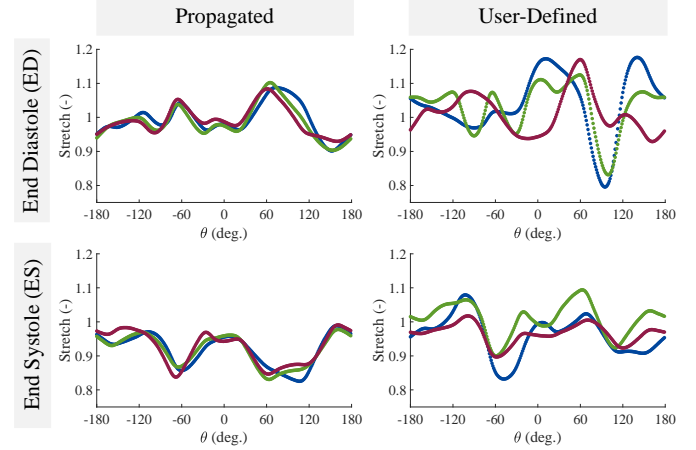 Propagated
User-Defined
End Diastole (ED)
Stretch (-)
1.2
1.1
1
0.9
0.8
-180 -120 -60 0 60 120 180
θ (deg.)
Stretch (-)
1.2
1.1
1
0.9
0.8
-180 -120 -60 0 60 120 180
θ (deg.)
End Systole (ES)
Stretch (-)
1.2
1.1
1
0.9
0.8
-180 -120 -60 0 60 120 180
θ (deg.)
Stretch (-)
1.2
1.1
1
0.9
0.8
-180 -120 -60 0 60 120 180
θ (deg.)